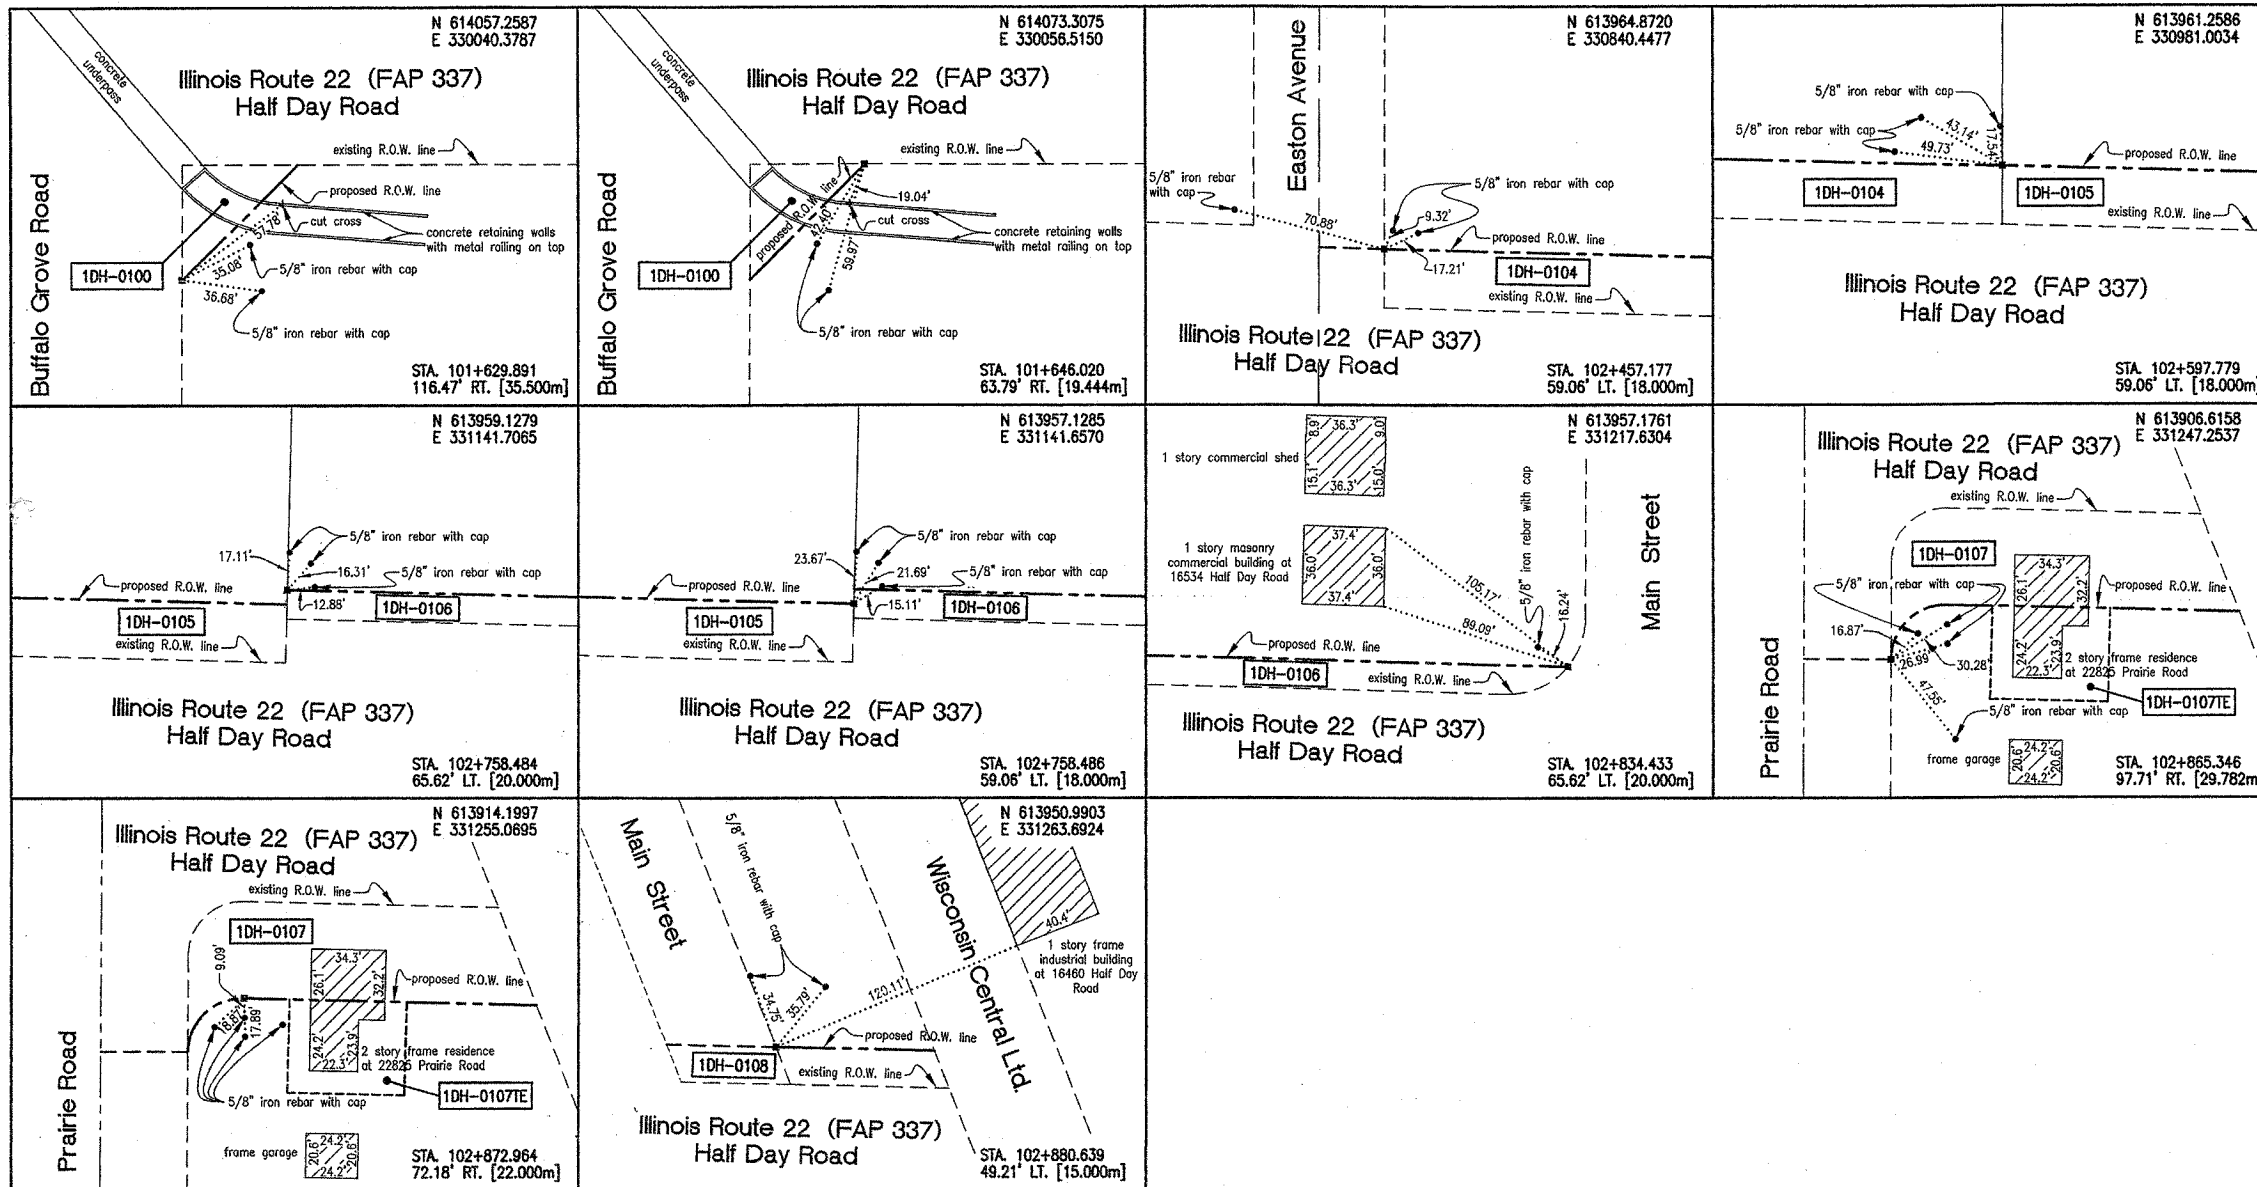 N 614057.2587
E 330040.3787
concrete
underpass
Illinois Route 22 (FAP 337)
Half Day Road
existing R.O.W. line
proposed R.O.W. line
cut cross
concrete retaining walls
with metal railing on top
57.78'
35.08'
36.68'
1DH-0100
5/8" iron rebar with cap
5/8" iron rebar with cap
Buffalo Grove Road
STA. 101+629.891
116.47' RT. [35.500m]
N 614073.3075
E 330056.5150
concrete
underpass
Illinois Route 22 (FAP 337)
Half Day Road
existing R.O.W. line
proposed R.O.W. line
19.04'
cut cross
42.40'
59.97'
concrete retaining walls
with metal railing on top
1DH-0100
5/8" iron rebar with cap
Buffalo Grove Road
STA. 101+646.020
63.79' RT. [19.444m]
N 613964.8720
E 330840.4477
Easton Avenue
5/8" iron rebar
with cap
5/8" iron rebar with cap
70.88'
9.32'
proposed R.O.W. line
17.21'
1DH-0104
existing R.O.W. line
Illinois Route 22 (FAP 337)
Half Day Road
STA. 102+457.177
59.06' LT. [18.000m]
N 613961.2586
E 330981.0034
5/8" iron rebar with cap
5/8" iron rebar with cap
43.14'
17.54'
49.73'
proposed R.O.W. line
1DH-0104
1DH-0105
existing R.O.W. line
Illinois Route 22 (FAP 337)
Half Day Road
STA. 102+597.779
59.06' LT. [18.000m]
N 613959.1279
E 331141.7065
5/8" iron rebar with cap
17.11'
16.31'
5/8" iron rebar with cap
proposed R.O.W. line
12.88'
1DH-0106
1DH-0105
existing R.O.W. line
Illinois Route 22 (FAP 337)
Half Day Road
STA. 102+758.484
65.62' LT. [20.000m]
N 613957.1285
E 331141.6570
5/8" iron rebar with cap
23.67'
21.69'
5/8" iron rebar with cap
proposed R.O.W. line
15.11'
1DH-0106
1DH-0105
existing R.O.W. line
Illinois Route 22 (FAP 337)
Half Day Road
STA. 102+758.486
59.06' LT. [18.000m]
N 613957.1761
E 331217.6304
8.9'
36.3'
9.0'
1 story commercial shed
15.1'
36.3'
15.0'
37.4'
1 story masonry
commercial building at
16534 Half Day Road
36.0'
36.0'
37.4'
105.17'
89.09'
5/8" iron rebar with cap
5/8" iron rebar with cap
16.24'
Main Street
proposed R.O.W. line
1DH-0106
existing R.O.W. line
Illinois Route 22 (FAP 337)
Half Day Road
STA. 102+834.433
65.62' LT. [20.000m]
N 613906.6158
E 331247.2537
Illinois Route 22 (FAP 337)
Half Day Road
existing R.O.W. line
1DH-0107
34.3'
5/8" iron rebar with cap
26.1'
32.2'
proposed R.O.W. line
16.87'
26.99'
30.28'
47.55'
24.2'
23.9'
22.3'
2 story frame residence
at 22825 Prairie Road
1DH-0107TE
5/8" iron rebar with cap
frame garage
24.2'
20.6'
20.6'
24.2'
Prairie Road
STA. 102+865.346
97.71' RT. [29.782m
N 613914.1997
E 331255.0695
Illinois Route 22 (FAP 337)
Half Day Road
existing R.O.W. line
1DH-0107
34.3'
9.09'
26.1'
32.2'
proposed R.O.W. line
18.87'
17.89'
24.2'
23.9'
22.3'
2 story frame residence
at 22825 Prairie Road
1DH-0107TE
5/8" iron rebar with cap
frame garage
24.2'
20.6'
20.6'
24.2'
Prairie Road
STA. 102+872.964
72.18' RT. [22.000m]
N 613950.9903
E 331263.6924
Main Street
5/8" iron rebar with cap
Wisconsin Central Ltd.
40.4'
1 story frame
industrial building
at 16460 Half Day
Road
34.75'
35.79'
120.11'
proposed R.O.W. line
1DH-0108
existing R.O.W. line
Illinois Route 22 (FAP 337)
Half Day Road
STA. 102+880.639
49.21' LT. [15.000m]